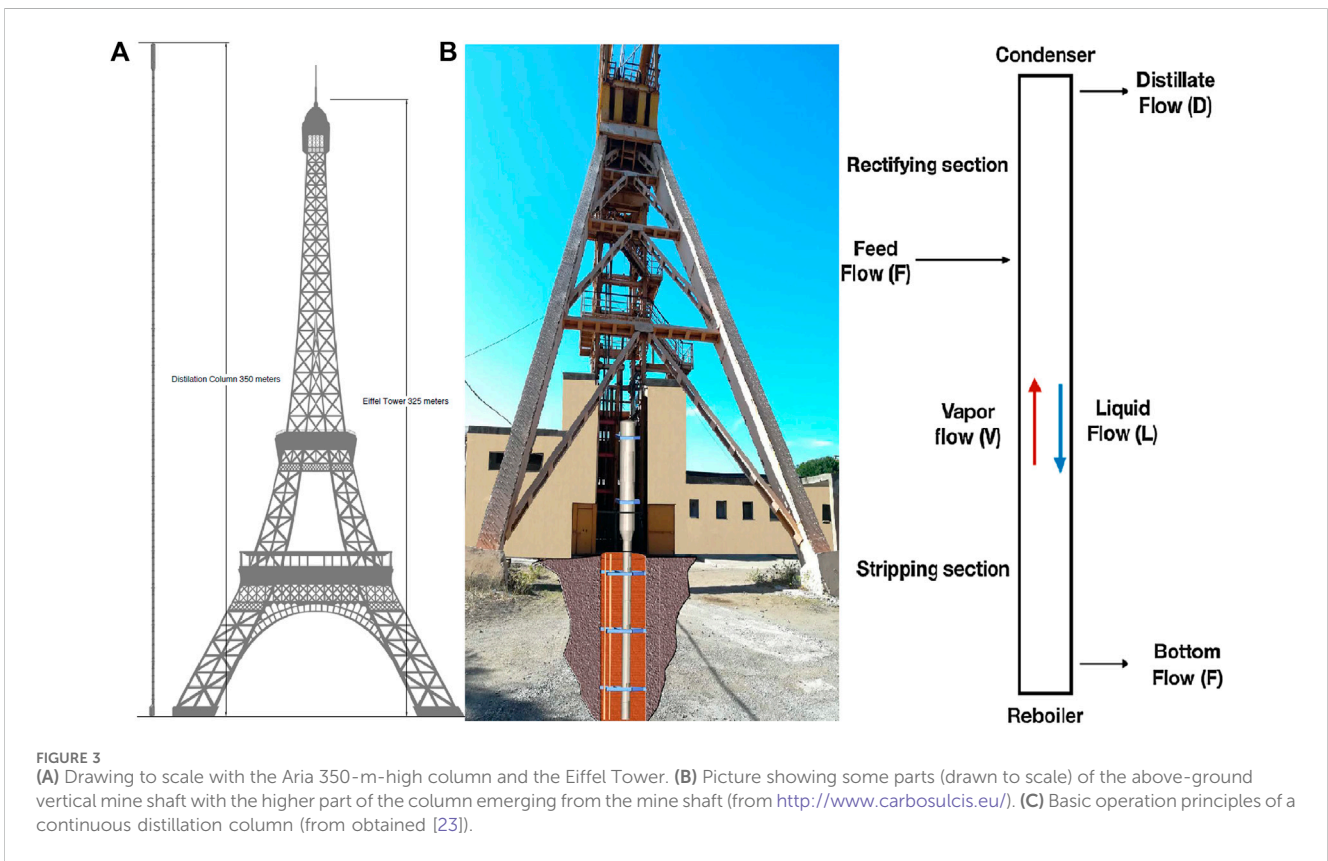 A
B
Distilation Column 350 meters
Eiffel Tower 325 meters
Condenser
Distillate
Flow (D)
Rectifying section
Feed
Flow (F)
Vapor
flow (V)
Liquid
Flow (L)
Stripping section
Bottom
Flow (F)
Reboiler
FIGURE 3
(A) Drawing to scale with the Aria 350-m-high column and the Eiffel Tower. (B) Picture showing some parts (drawn to scale) of the above-ground
vertical mine shaft with the higher part of the column emerging from the mine shaft (from http://www.carbosulcis.eu/). (C) Basic operation principles of a
continuous distillation column (from obtained [23]).